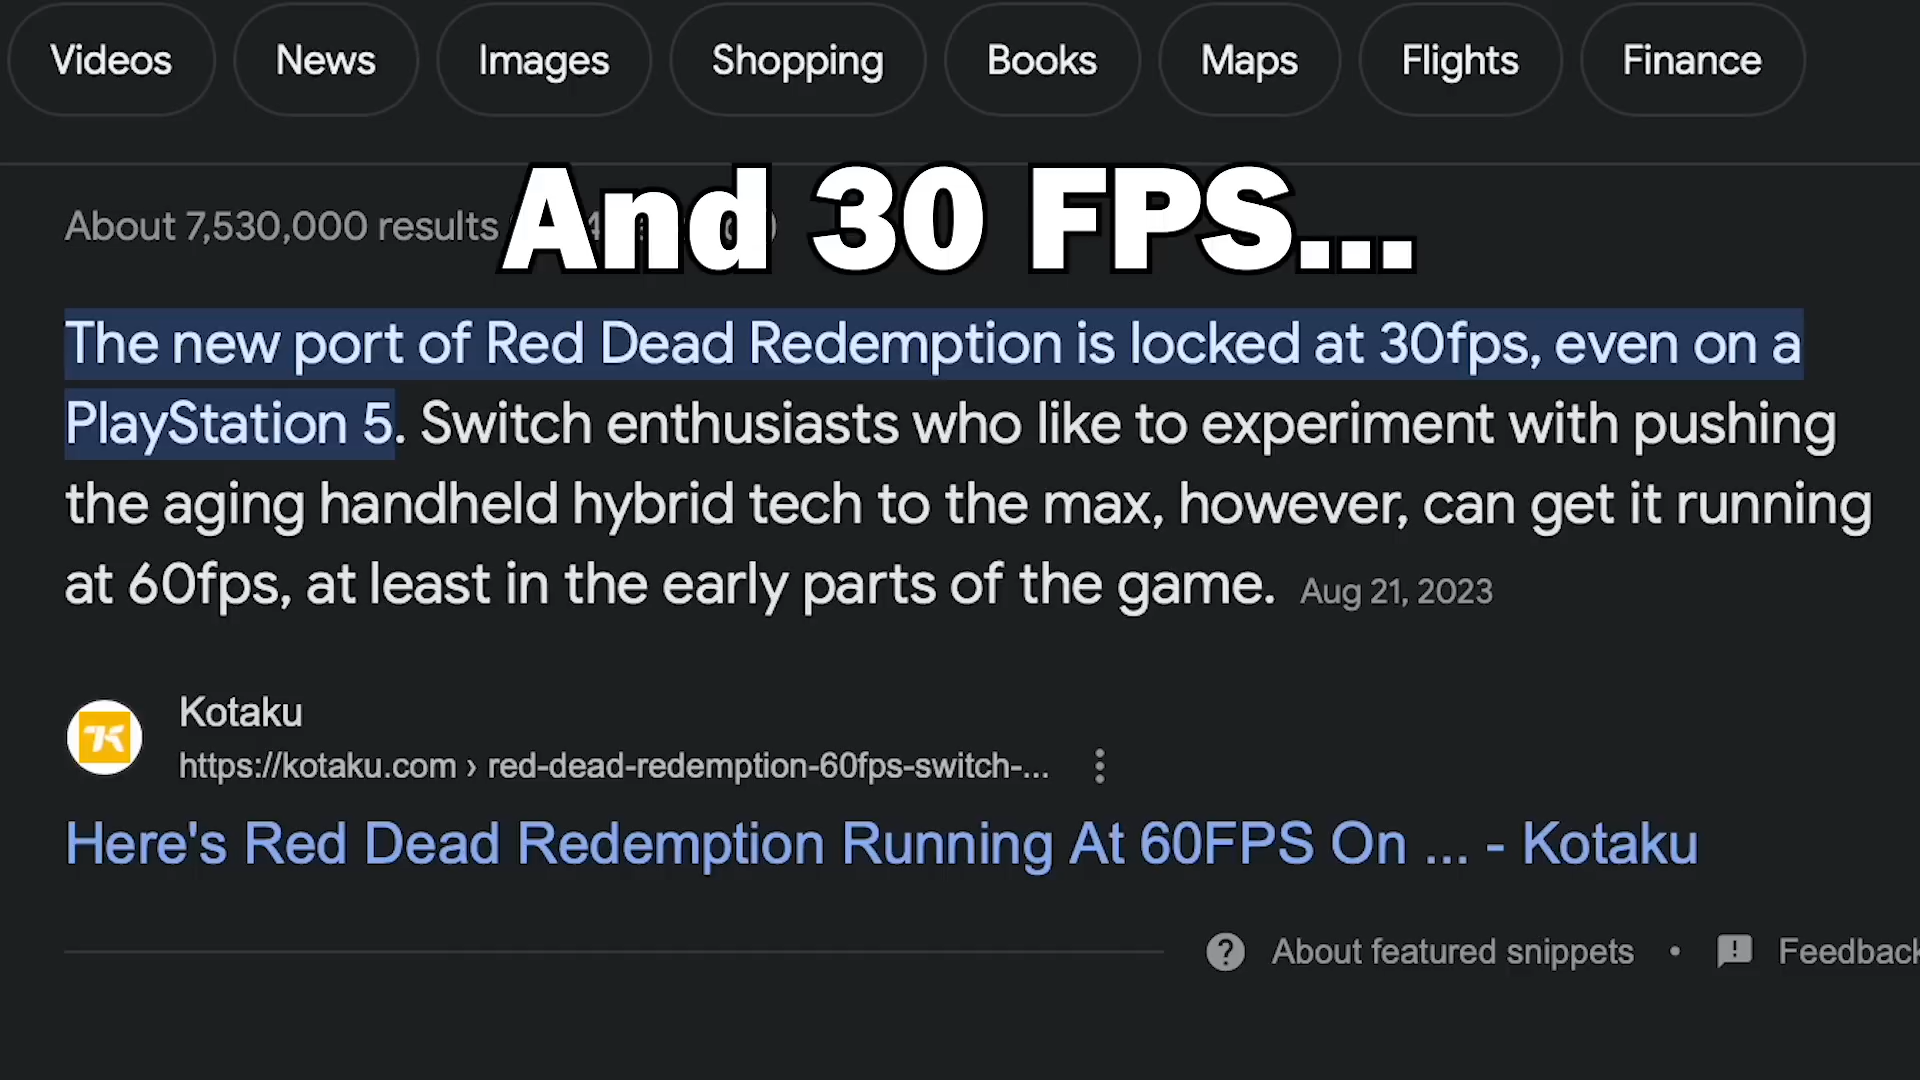 Videos
News
Images
Shopping
Books
Maps
Flights
Finance
About 7,530,000 results
And 30 FPS...
The new port of Red Dead Redemption is locked at 30fps, even on a
PlayStation 5. Switch enthusiasts who like to experiment with pushing
the aging handheld hybrid tech to the max, however, can get it running
at 60fps, at least in the early parts of the game. Aug 21, 2023
Kotaku
https://kotaku.com › red-dead-redemption-60fps-switch-...
Here's Red Dead Redemption Running At 60FPS On ... - Kotaku
About featured snippets • Feedback